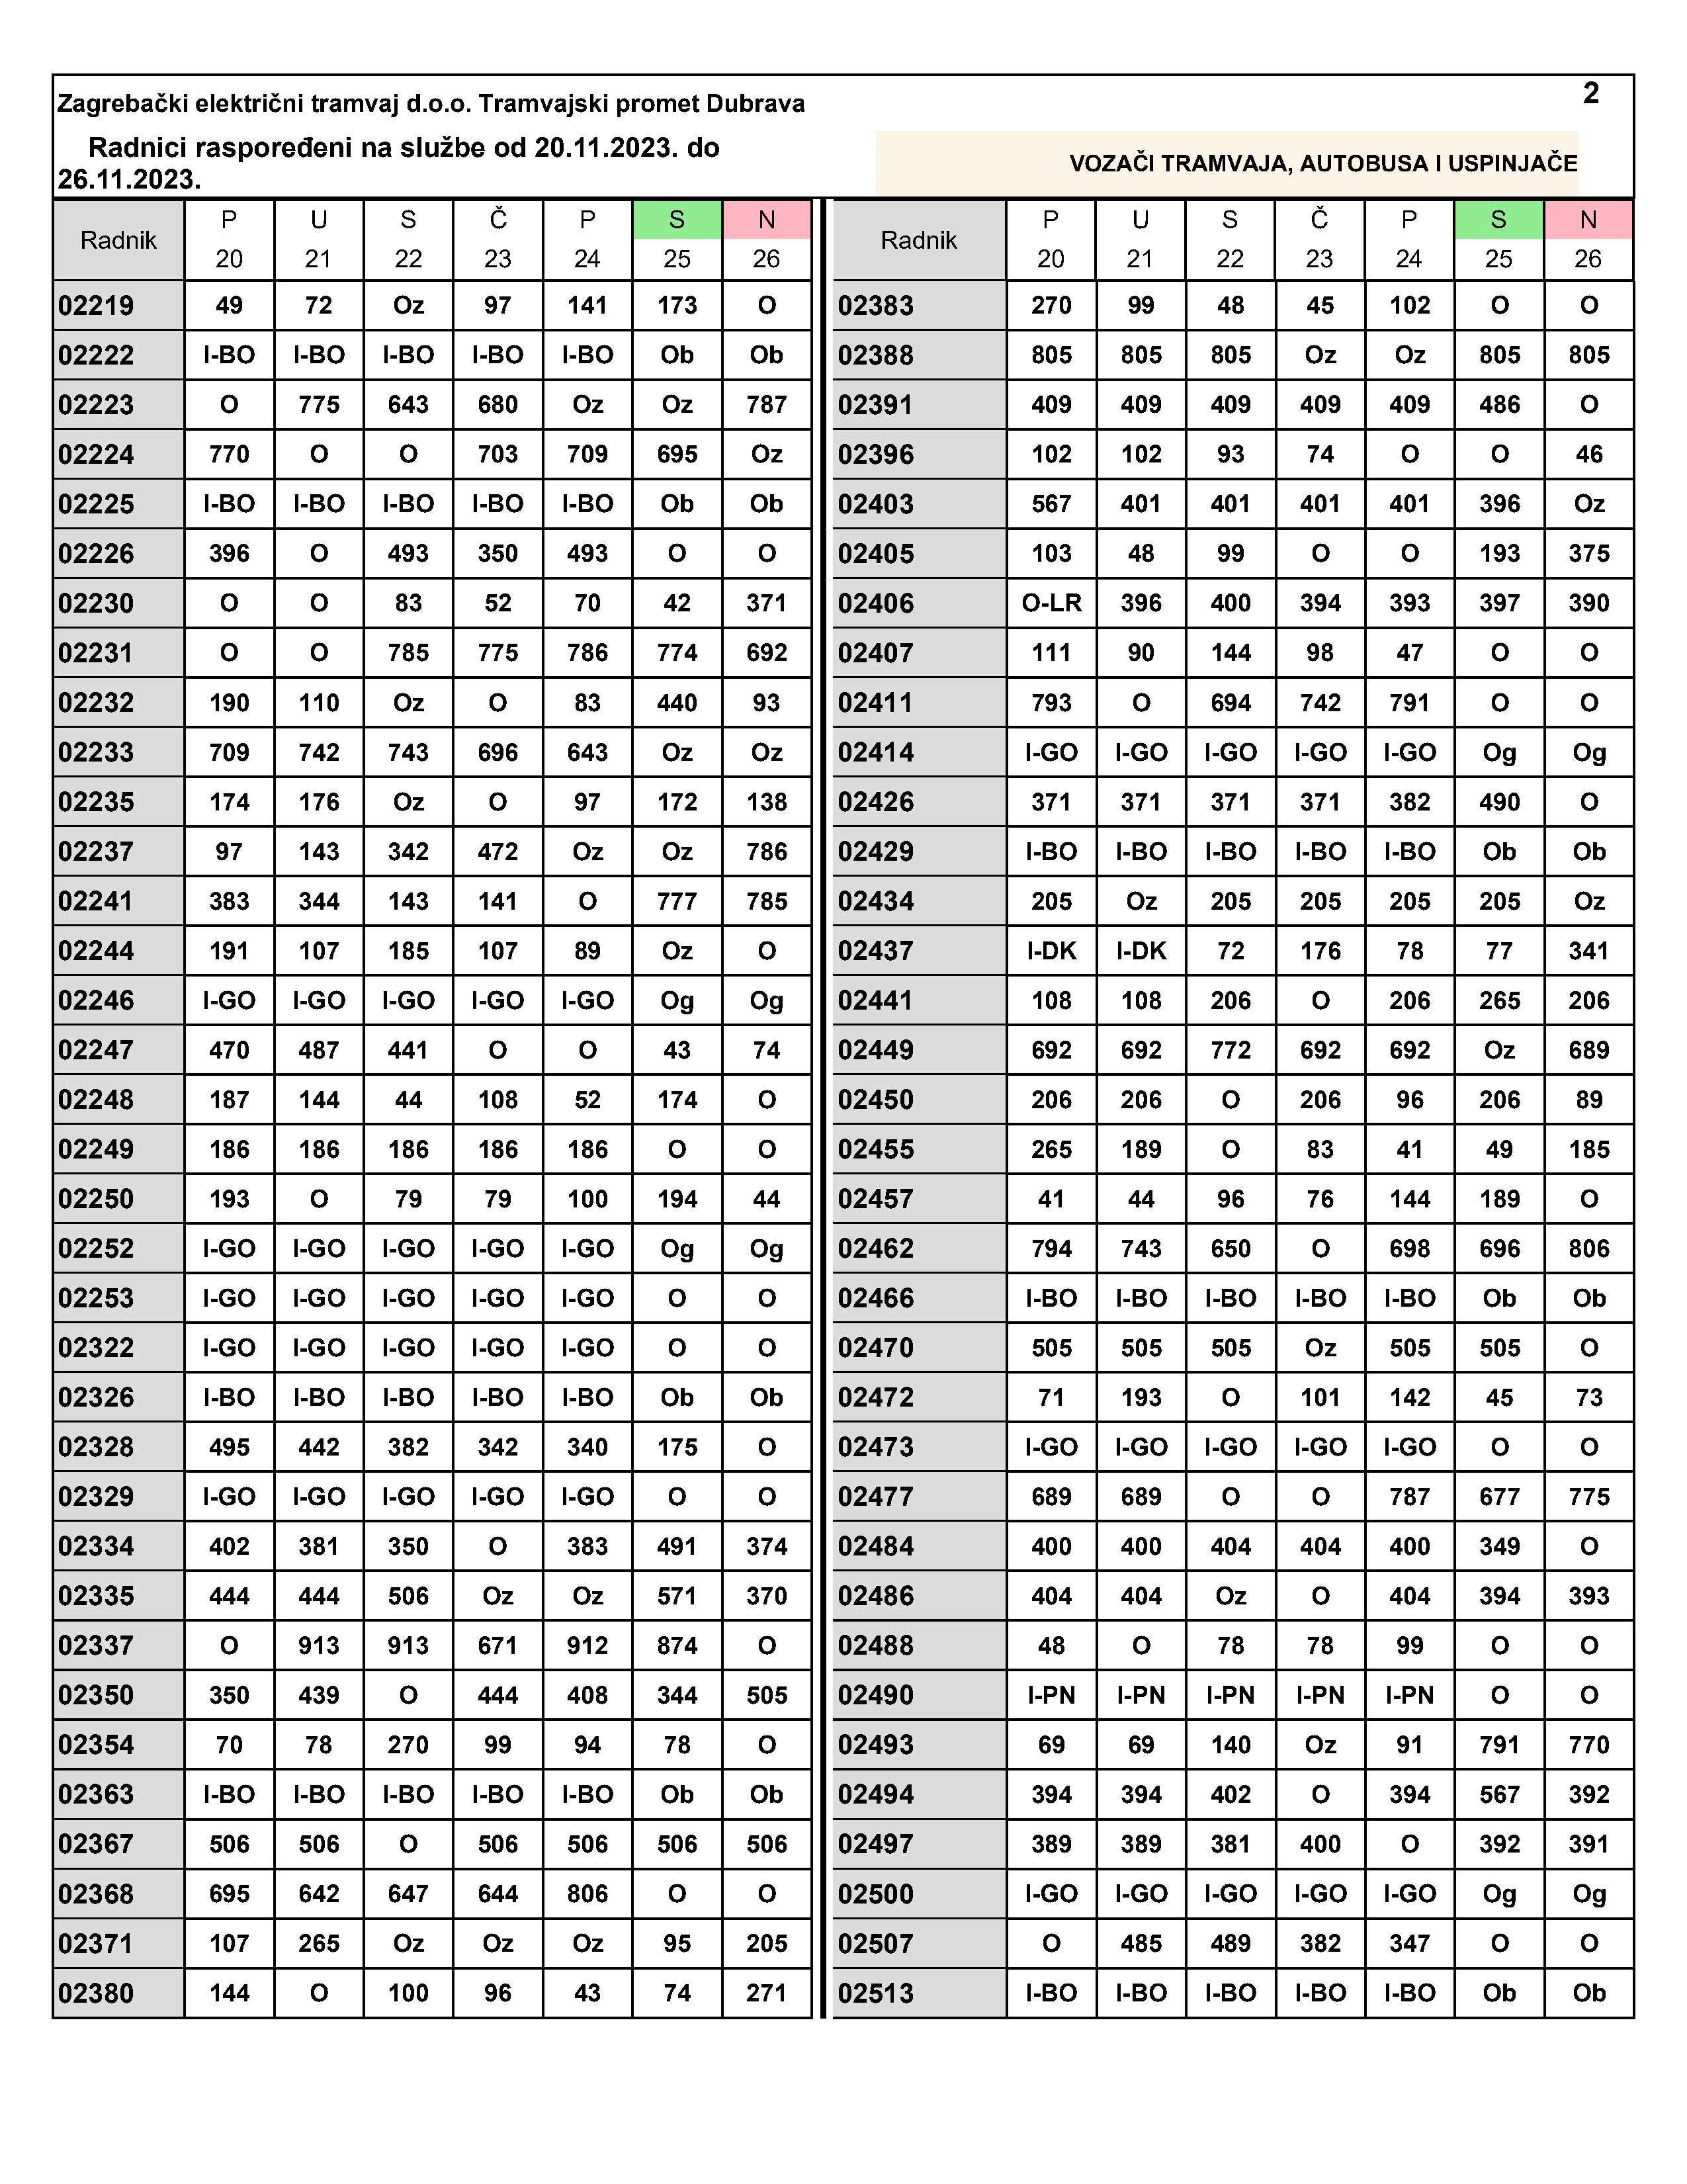 2
Zagrebački električni tramvaj d.o.o. Tramvajski promet Dubrava
Radnici raspoređeni na službe od 20.11.2023. do
26.11.2023.
VOZAČI TRAMVAJA, AUTOBUSA I USPINJAČE
Radnik P U S Č P S N
20 21 22 23 24 25 26
02219 49 72 Oz 97 141 173 O
02222 I-BO I-BO I-BO I-BO I-BO Ob Ob
02223 O 775 643 680 Oz Oz 787
02224 770 O O 703 709 695 Oz
02225 I-BO I-BO I-BO I-BO I-BO Ob Ob
02226 396 O 493 350 493 O O
02230 O O 83 52 70 42 371
02231 O O 785 775 786 774 692
02232 190 110 Oz O 83 440 93
02233 709 742 743 696 643 Oz Oz
02235 174 176 Oz O 97 172 138
02237 97 143 342 472 Oz Oz 786
02241 383 344 143 141 O 777 785
02244 191 107 185 107 89 Oz O
02246 I-GO I-GO I-GO I-GO I-GO Og Og
02247 470 487 441 O O 43 74
02248 187 144 44 108 52 174 O
02249 186 186 186 186 186 O O
02250 193 O 79 79 100 194 44
02252 I-GO I-GO I-GO I-GO I-GO Og Og
02253 I-GO I-GO I-GO I-GO I-GO O O
02322 I-GO I-GO I-GO I-GO I-GO O O
02326 I-BO I-BO I-BO I-BO I-BO Ob Ob
02328 495 442 382 342 340 175 O
02329 I-GO I-GO I-GO I-GO I-GO O O
02334 402 381 350 O 383 491 374
02335 444 444 506 Oz Oz 571 370
02337 O 913 913 671 912 874 O
02350 350 439 O 444 408 344 505
02354 70 78 270 99 94 78 O
02363 I-BO I-BO I-BO I-BO I-BO Ob Ob
02367 506 506 O 506 506 506 506
02368 695 642 647 644 806 O O
02371 107 265 Oz Oz Oz 95 205
02380 144 O 100 96 43 74 271
Radnik P U S Č P S N
20 21 22 23 24 25 26
02383 270 99 48 45 102 O O
02388 805 805 805 Oz Oz 805 805
02391 409 409 409 409 409 486 O
02396 102 102 93 74 O O 46
02403 567 401 401 401 401 396 Oz
02405 103 48 99 O O 193 375
02406 O-LR 396 400 394 393 397 390
02407 111 90 144 98 47 O O
02411 793 O 694 742 791 O O
02414 I-GO I-GO I-GO I-GO I-GO Og Og
02426 371 371 371 371 382 490 O
02429 I-BO I-BO I-BO I-BO I-BO Ob Ob
02434 205 Oz 205 205 205 205 Oz
02437 I-DK I-DK 72 176 78 77 341
02441 108 108 206 O 206 265 206
02449 692 692 772 692 692 Oz 689
02450 206 206 O 206 96 206 89
02455 265 189 O 83 41 49 185
02457 41 44 96 76 144 189 O
02462 794 743 650 O 698 696 806
02466 I-BO I-BO I-BO I-BO I-BO Ob Ob
02470 505 505 505 Oz 505 505 O
02472 71 193 O 101 142 45 73
02473 I-GO I-GO I-GO I-GO I-GO O O
02477 689 689 O O 787 677 775
02484 400 400 404 404 400 349 O
02486 404 404 Oz O 404 394 393
02488 48 O 78 78 99 O O
02490 I-PN I-PN I-PN I-PN I-PN O O
02493 69 69 140 Oz 91 791 770
02494 394 394 402 O 394 567 392
02497 389 389 381 400 O 392 391
02500 I-GO I-GO I-GO I-GO I-GO Og Og
02507 O 485 489 382 347 O O
02513 I-BO I-BO I-BO I-BO I-BO Ob Ob